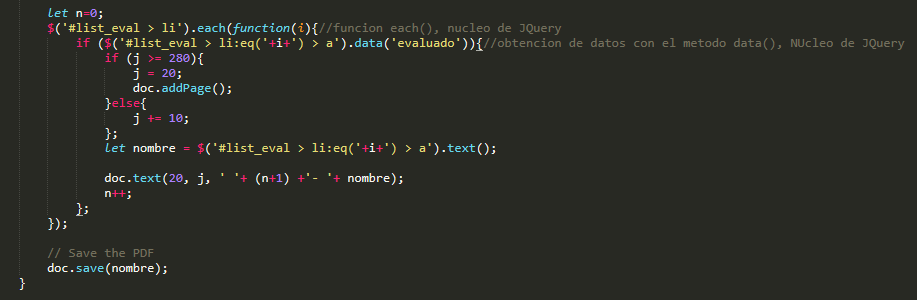 let n=0;
$('#list_eval > li').each(function(i){//funcion each(), nucleo de JQuery
if ($('#list_eval > li:eq('+i+') > a').data('evaluado')){//obtencion de datos con el metodo data(), NUcleo de JQuery
if (j >= 280){
j = 20;
doc.addPage();
}else{
j += 10;
};
let nombre = $('#list_eval > li:eq('+i+') > a').text();
doc.text(20, j, ' '+ (n+1) +'- '+ nombre);
n++;
};
});
// Save the PDF
doc.save(nombre);
}